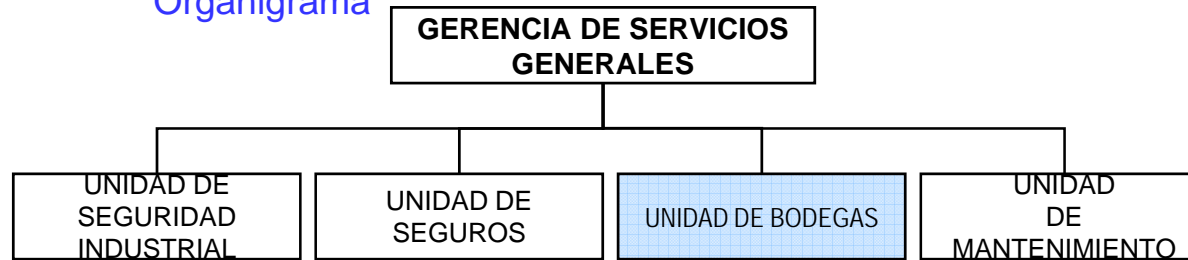 Organigrama
GERENCIA DE SERVICIOS
GENERALES
UNIDAD DE
SEGURIDAD
INDUSTRIAL
UNIDAD DE
SEGUROS
UNIDAD DE BODEGAS
UNIDAD
DE
MANTENIMIENTO